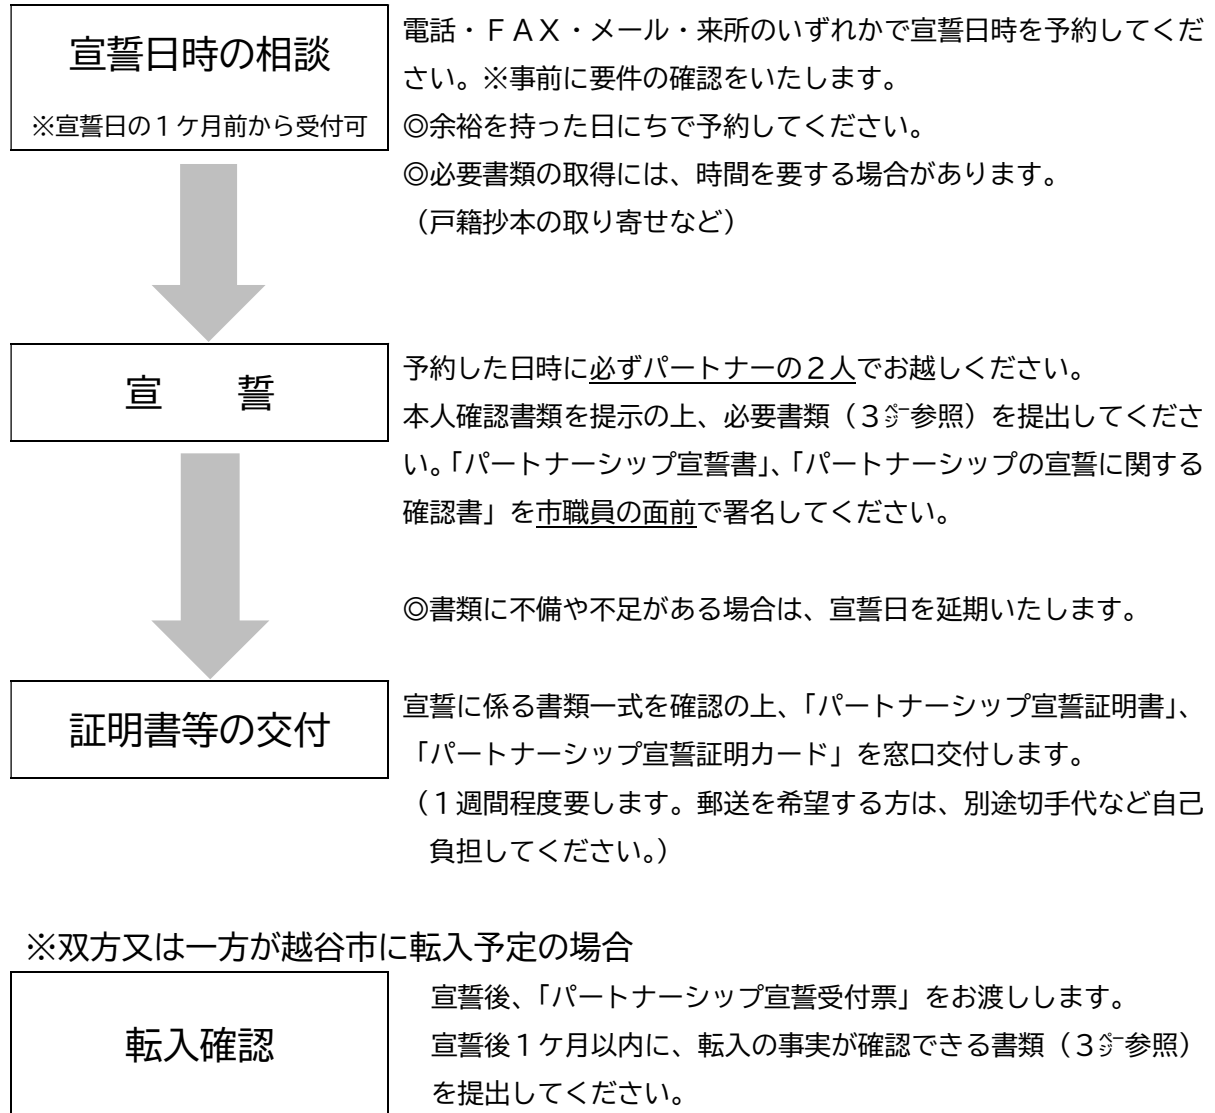 宣誓日時の相談
※宣誓日の１ケ月前から受付可
電話・ＦＡＸ・メール・来所のいずれかで宣誓日時を予約してくだ
さい。※事前に要件の確認をいたします。
◎余裕を持った日にちで予約してください。
◎必要書類の取得には、時間を要する場合があります。
（戸籍抄本の取り寄せなど）
宣　誓
予約した日時に必ずパートナーの２人でお越しください。
本人確認書類を提示の上、必要書類（３㌻参照）を提出してくださ
い。「パートナーシップ宣誓書」、「パートナーシップの宣誓に関する
確認書」を市職員の面前で署名してください。
◎書類に不備や不足がある場合は、宣誓日を延期いたします。
証明書等の交付
宣誓に係る書類一式を確認の上、「パートナーシップ宣誓証明書」、
「パートナーシップ宣誓証明カード」を窓口交付します。
（１週間程度要します。郵送を希望する方は、別途切手代など自己
負担してください。）
※双方又は一方が越谷市に転入予定の場合
転入確認
宣誓後、「パートナーシップ宣誓受付票」をお渡しします。
宣誓後１ケ月以内に、転入の事実が確認できる書類（３㌻参照）
を提出してください。